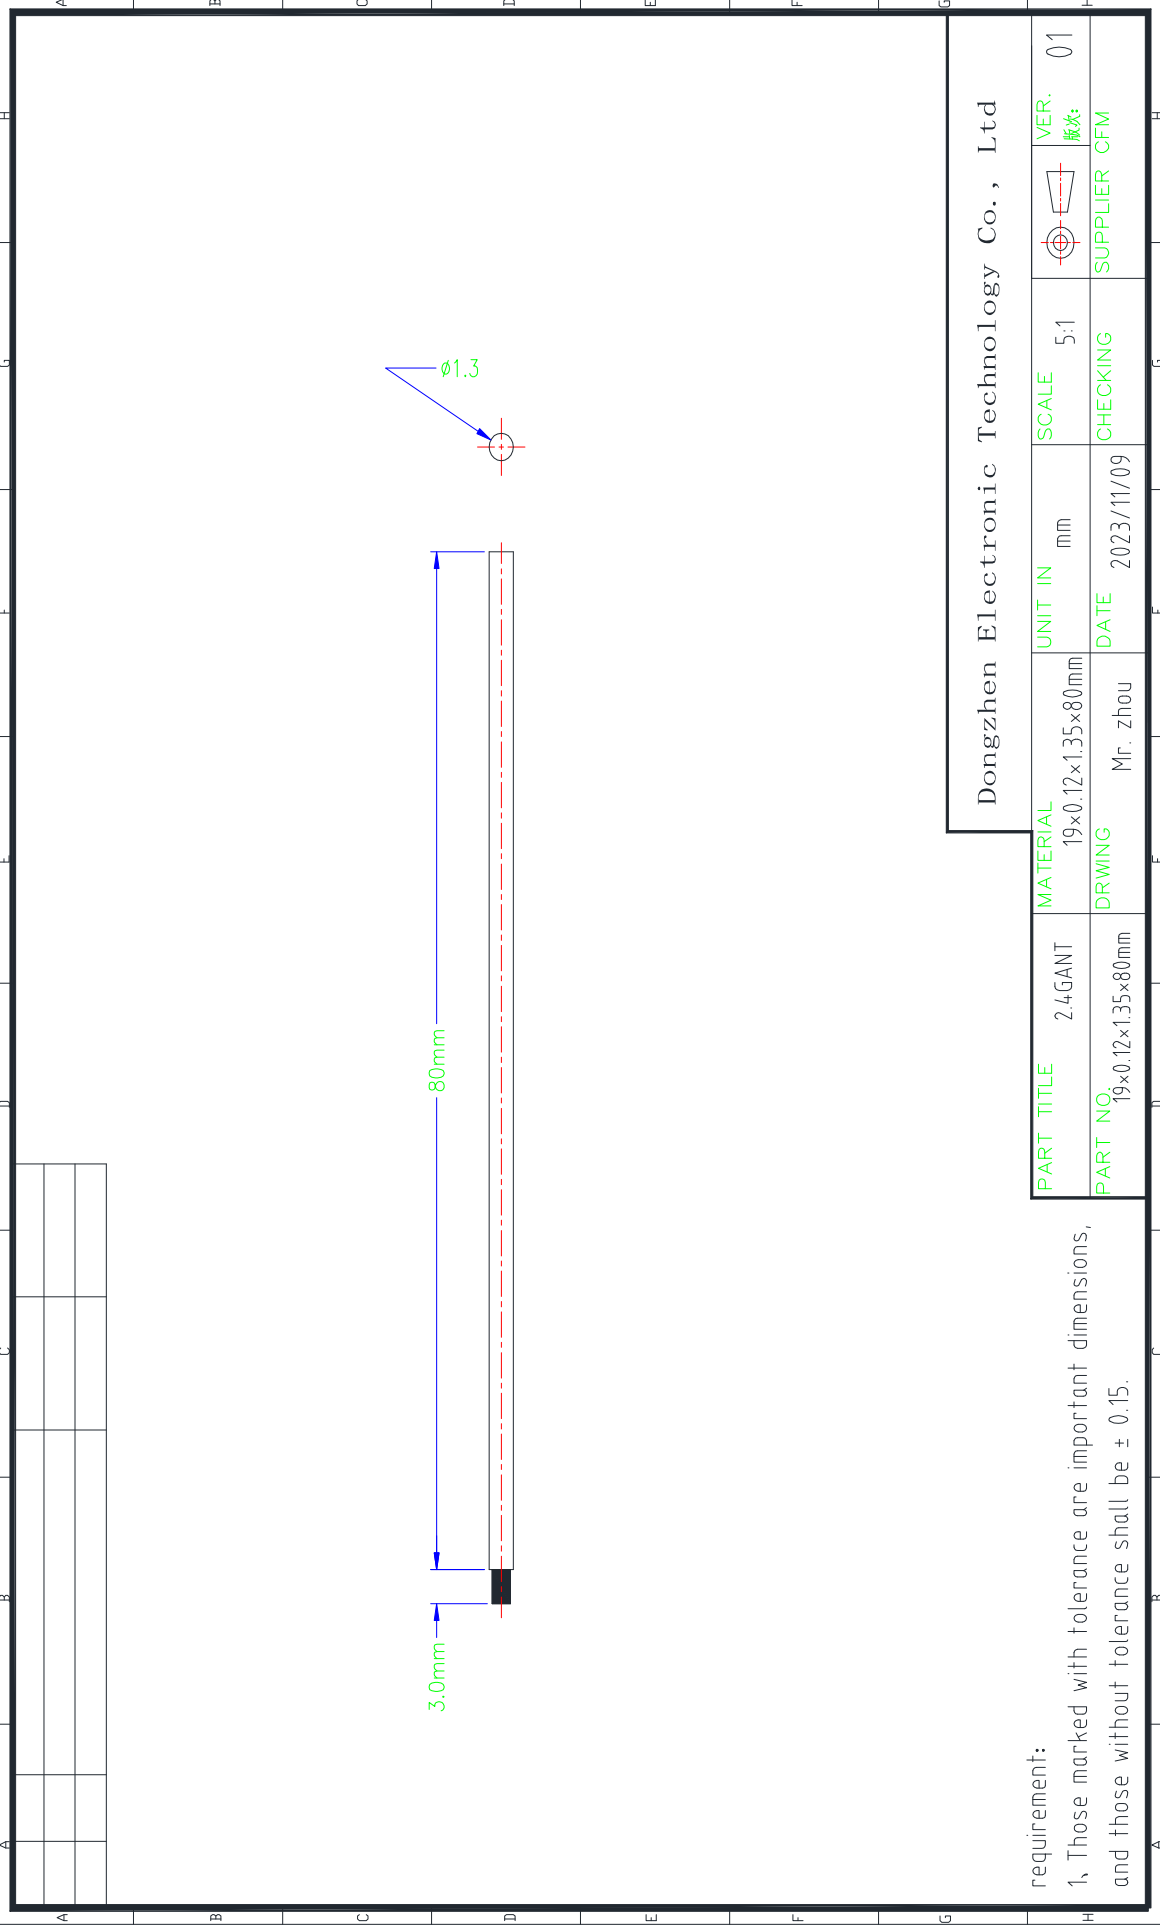 A
B
C
D
E
F
G
H
ø1.3
80mm
3.0mm
requirement:
1、Those marked with tolerance are important dimensions,
and those without tolerance shall be ± 0.15.
Dongzhen Electronic Technology Co., Ltd
PART TITLE
2.4GANT
MATERIAL
19×0.12×1.35×80mm
UNIT IN
mm
SCALE
5:1
VER.
版次:
01
PART NO.
19×0.12×1.35×80mm
DRWING
Mr. zhou
DATE
2023/11/09
CHECKING
SUPPLIER CFM
A
B
C
D
E
F
G
H